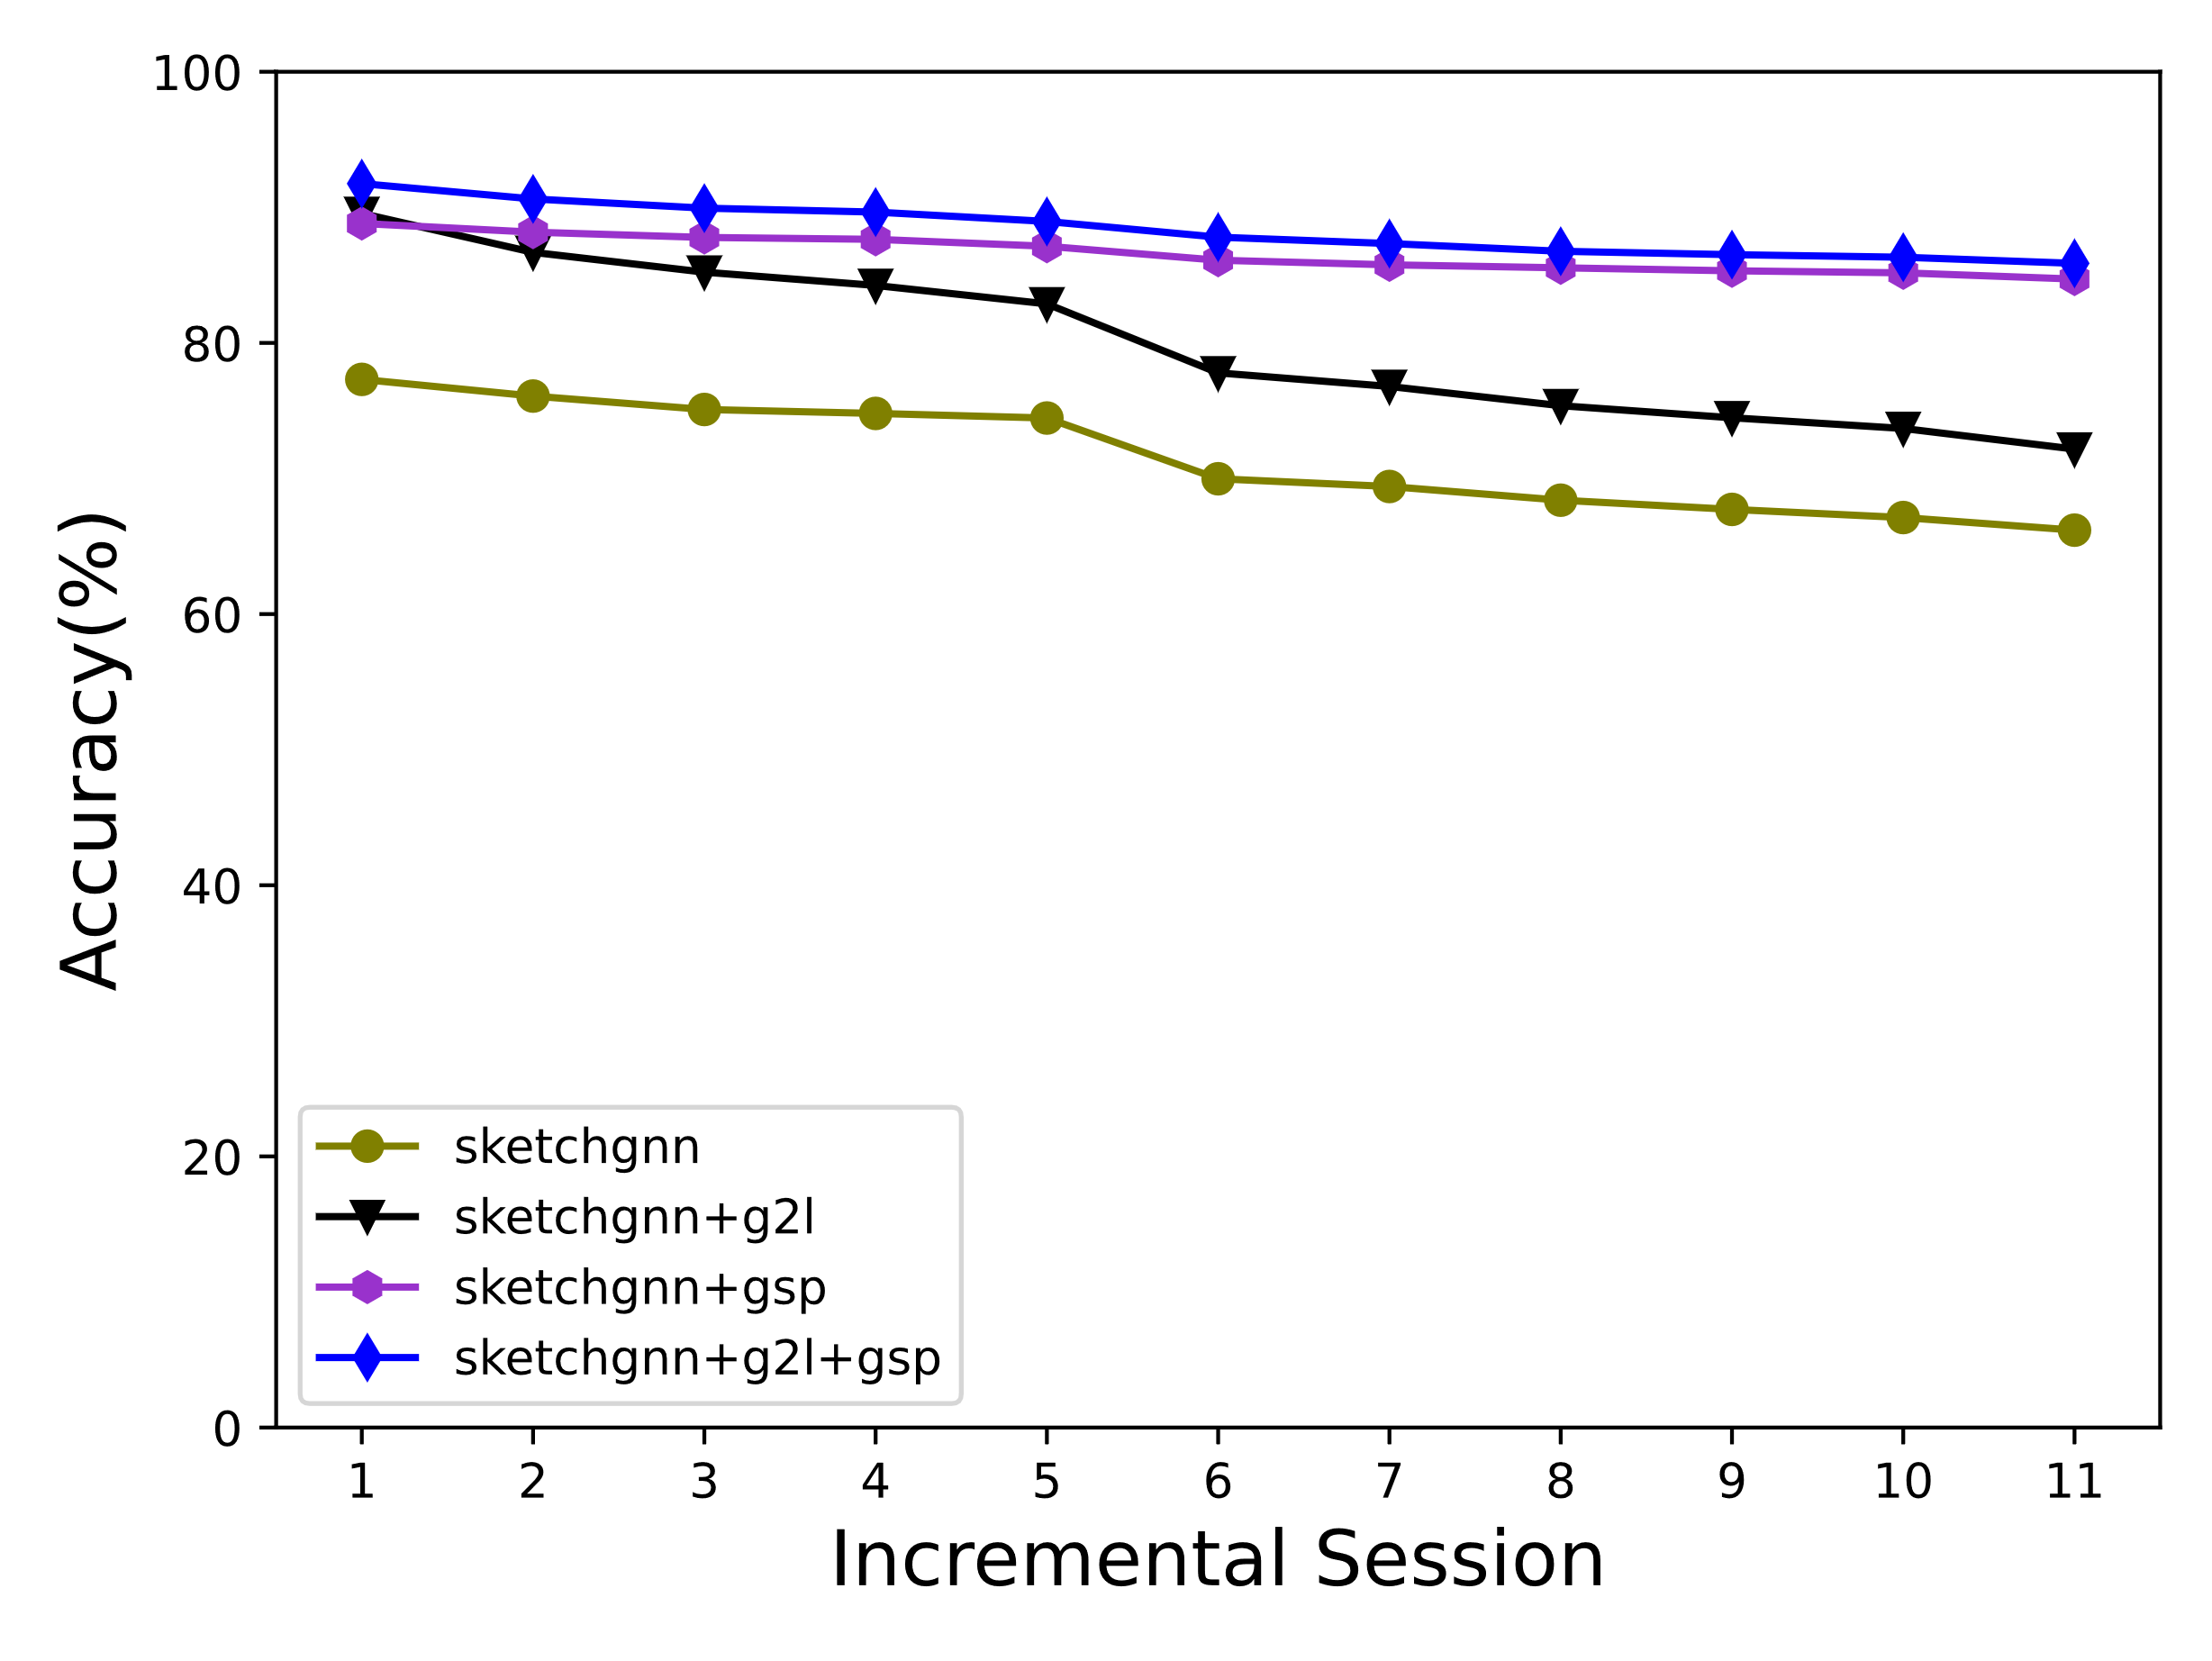 100
80
60
40
20
0
Accuracy(%)
sketchgnn
sketchgnn+g2l
sketchgnn+gsp
sketchgnn+g2l+gsp
1 2 3 4 5 6 7 8 9 10 11
Incremental Session